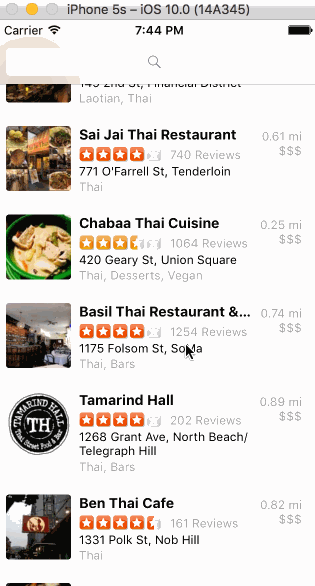 iPhone 5s – iOS 10.0 (14A345)
Carrier 7:44 PM
145 2nd St, Financial District
Laotian, Thai
Sai Jai Thai Restaurant 0.61 mi
740 Reviews $$$
771 O'Farrell St, Tenderloin
Thai
Chabaa Thai Cuisine 0.25 mi
1064 Reviews $$$
420 Geary St, Union Square
Thai, Desserts, Vegan
Basil Thai Restaurant &... 0.74 mi
1254 Reviews $$$
1175 Folsom St, SoMa
Thai, Bars
TAMARIND HALL
TH
Tamarind Hall 0.89 mi
202 Reviews $$$
1268 Grant Ave, North Beach/
Telegraph Hill
Thai, Bars
Ben Thai Cafe 0.82 mi
161 Reviews $$$
1331 Polk St, Nob Hill
Thai